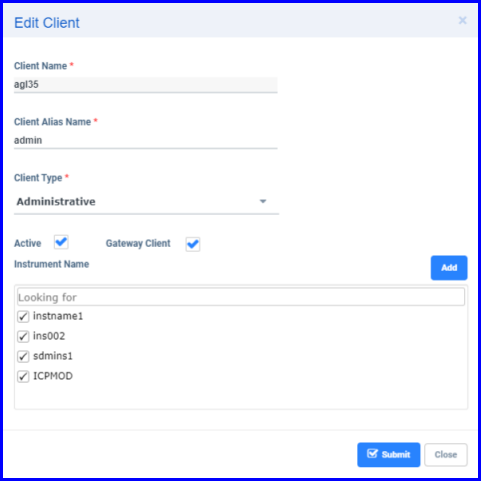 Edit Client
×
Client Name *
agl35
Client Alias Name *
admin
Client Type *
Administrative
Active Gateway Client
Instrument Name
Add
Looking for
instname1
ins002
sdmins1
ICPMOD
Submit Close